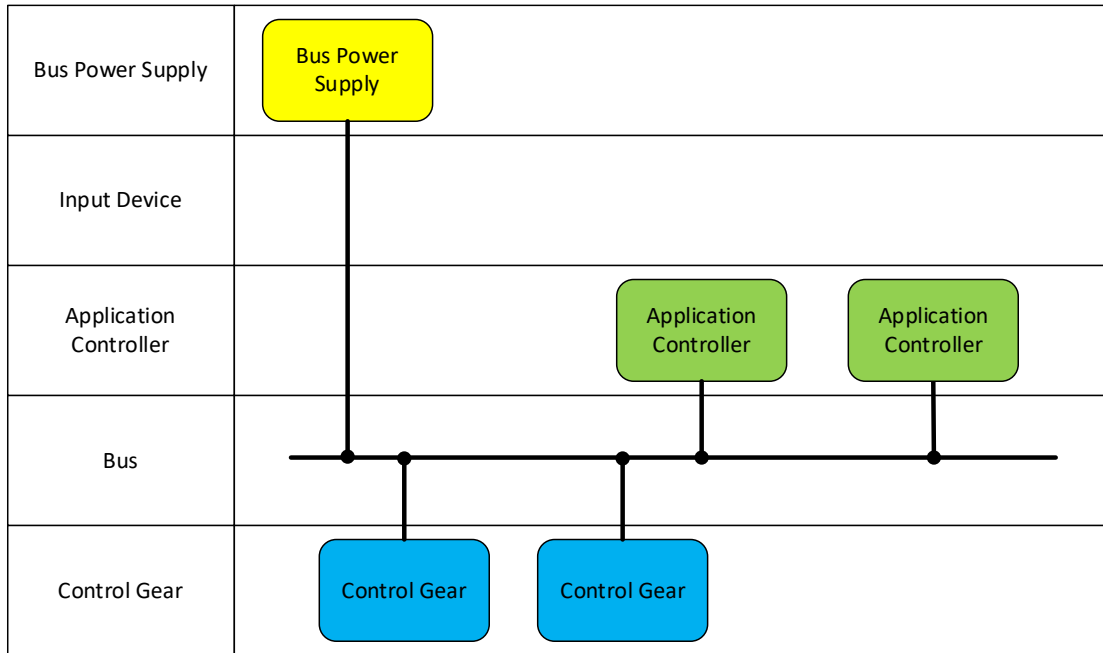 Bus Power Supply
Bus Power
Supply
Input Device
Application
Controller
Application
Controller
Application
Controller
Bus
Control Gear
Control Gear
Control Gear